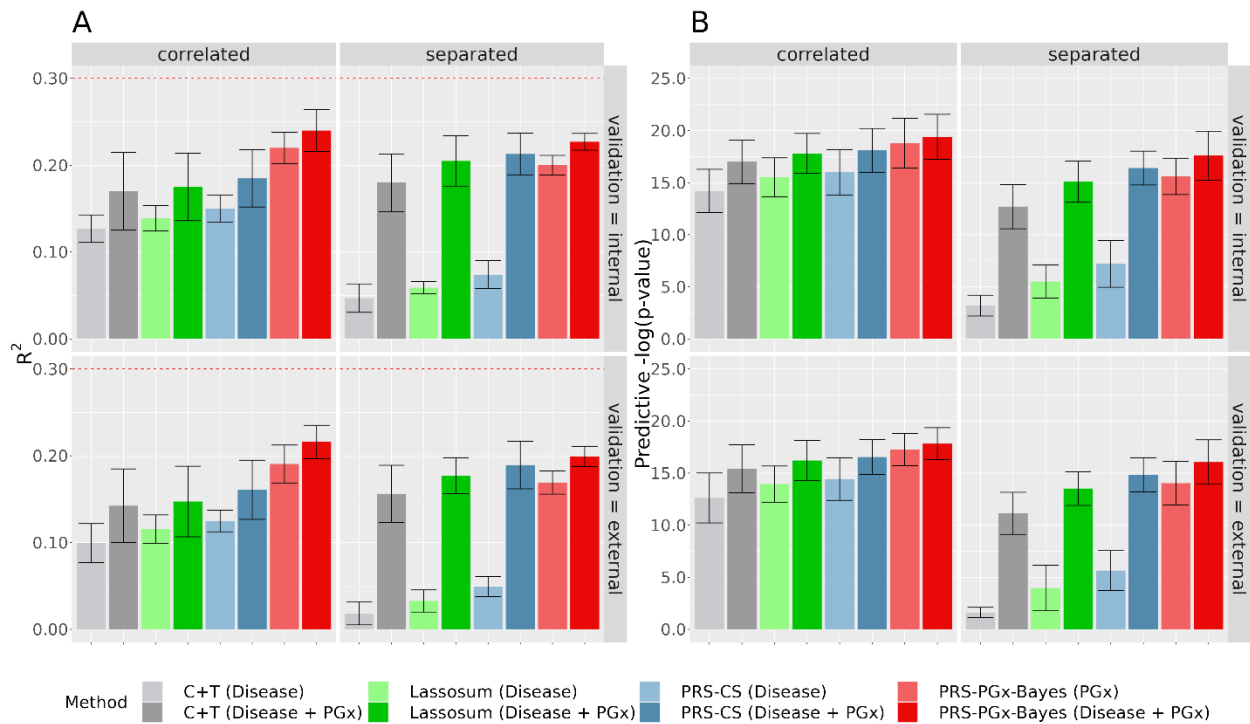 A
correlated
separated
0.30
0.20
0.10
0.00
validation = internal
0.30
0.20
0.10
0.00
validation = external
R²
B
correlated
separated
25.0
20.0
15.0
10.0
5.0
0.0
validation = internal
25.0
20.0
15.0
10.0
5.0
0.0
validation = external
Predictive -log(p-value)
Method
C+T (Disease)
C+T (Disease + PGx)
Lassosum (Disease)
Lassosum (Disease + PGx)
PRS-CS (Disease)
PRS-CS (Disease + PGx)
PRS-PGx-Bayes (PGx)
PRS-PGx-Bayes (Disease + PGx)